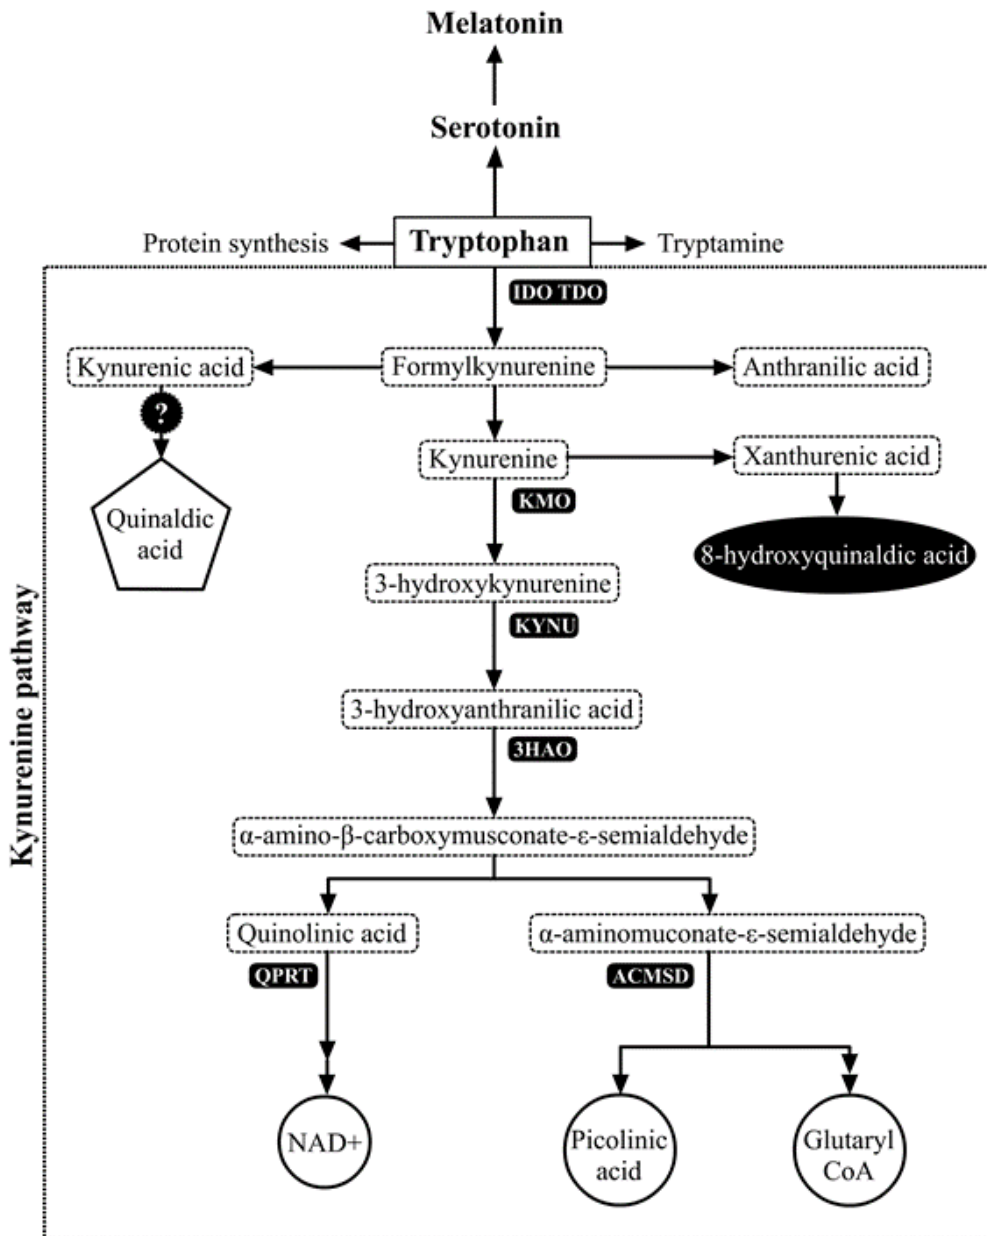 Melatonin
Serotonin
Protein synthesis
Tryptophan
Tryptamine
IDO TDO
Kynurenic acid
Formylkynurenine
Anthranilic acid
?
Kynurenine
Xanthurenic acid
KMO
Quinaldic
acid
8-hydroxyquinaldic acid
3-hydroxykynurenine
KYNU
Kynurenine pathway
3-hydroxyanthranilic acid
3HAO
α-amino-β-carboxymusconate-ε-semialdehyde
Quinolinic acid
α-aminomuconate-ε-semialdehyde
QPRT
ACMSD
NAD+
Picolinic
acid
Glutaryl
CoA